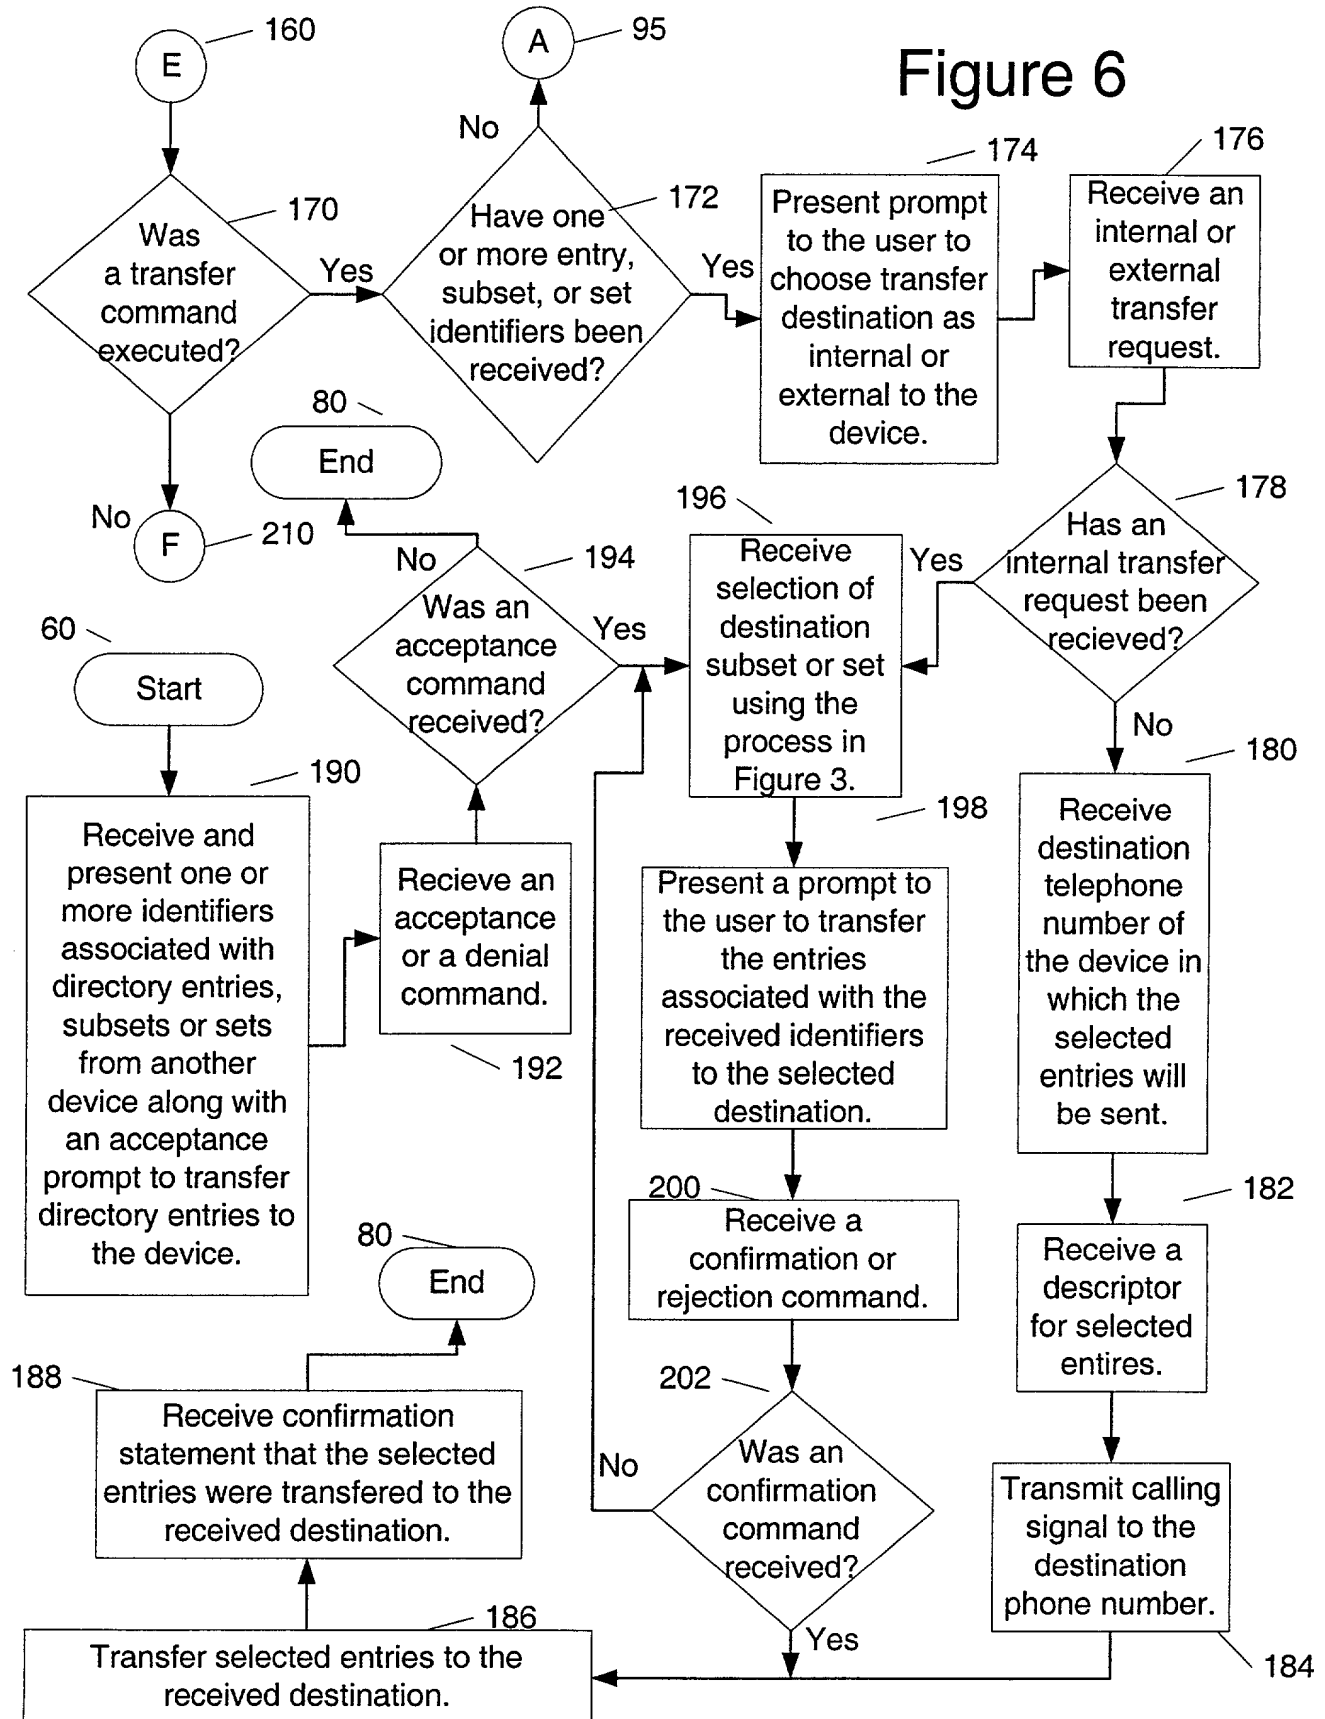 Figure 6
E
160
A
95
No
170
Was
a transfer
command
executed?
Yes
172
Have one
or more entry,
subset, or set
identifiers been
received?
Yes
174
Present prompt
to the user to
choose transfer
destination as
internal or
external to the
device.
176
Receive an
internal or
external
transfer
request.
No
F
210
80
End
No
194
Was an
acceptance
command
received?
Yes
196
Receive
selection of
destination
subset or set
using the
process in
Figure 3.
Yes
178
Has an
internal transfer
request been
recieved?
No
60
Start
190
Receive and
present one or
more identifiers
associated with
directory entries,
subsets or sets
from another
device along with
an acceptance
prompt to transfer
directory entries to
the device.
Recieve an
acceptance
or a denial
command.
192
198
Present a prompt to
the user to transfer
the entries
associated with the
received identifiers
to the selected
destination.
180
Receive
destination
telephone
number of
the device in
which the
selected
entries will
be sent.
200
Receive a
confirmation or
rejection command.
182
Receive a
descriptor
for selected
entires.
80
End
188
Receive confirmation
statement that the selected
entries were transfered to the
received destination.
202
Was an
confirmation
command
received?
No
Yes
Transmit calling
signal to the
destination
phone number.
184
186
Transfer selected entries to the
received destination.